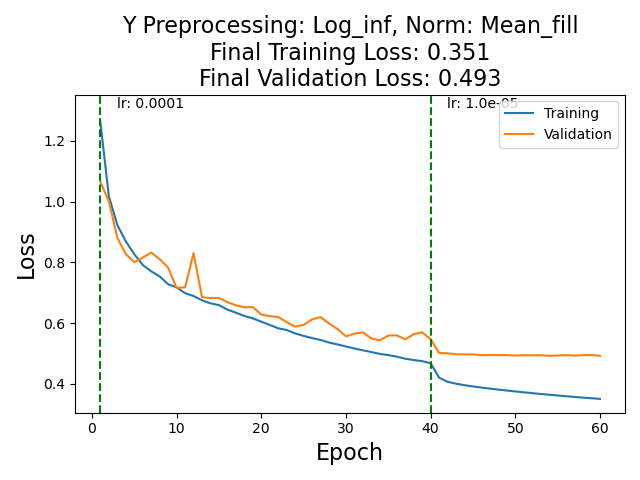 Y Preprocessing: Log_inf, Norm: Mean_fill
Final Training Loss: 0.351
Final Validation Loss: 0.493
lr: 0.0001
lr: 1.0e-05
Training
Validation
Loss
1.2
1.0
0.8
0.6
0.4
0
10
20
30
40
50
60
Epoch